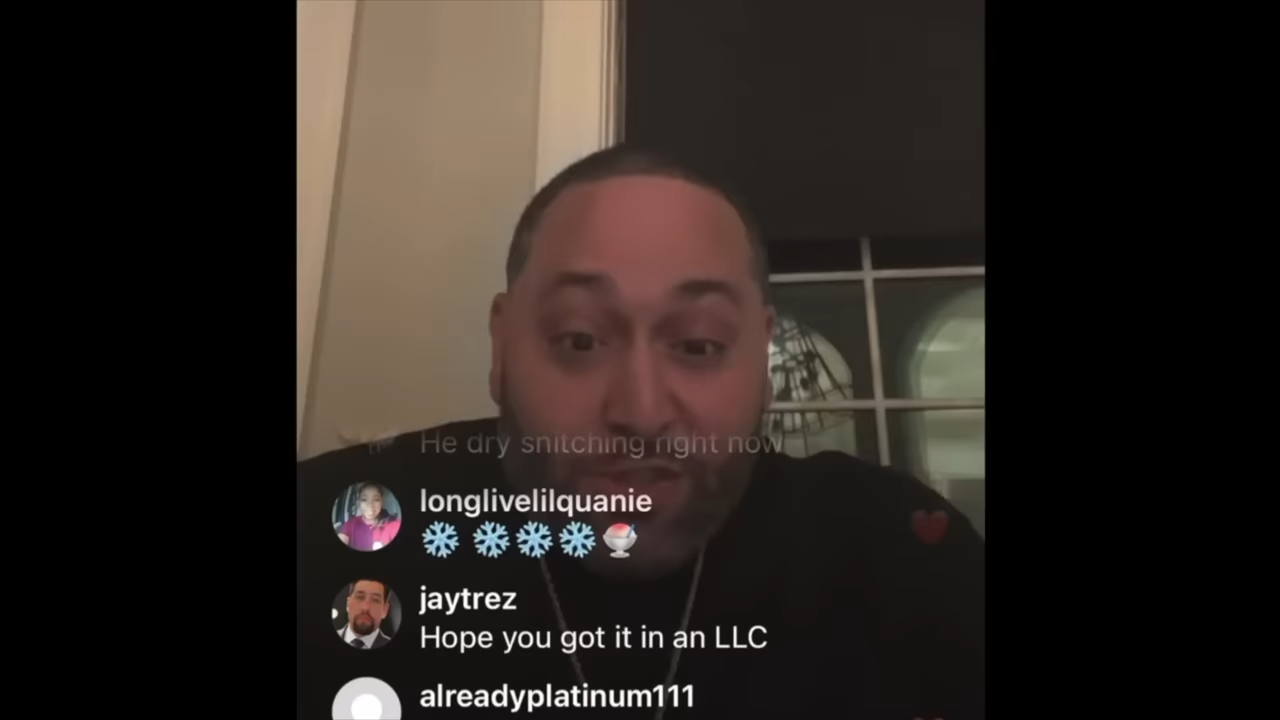 He dry snitching right now
longlivelilquanie
❄️ ❄️❄️❄️🍧
jaytrez
Hope you got it in an LLC
alreadyplatinum111